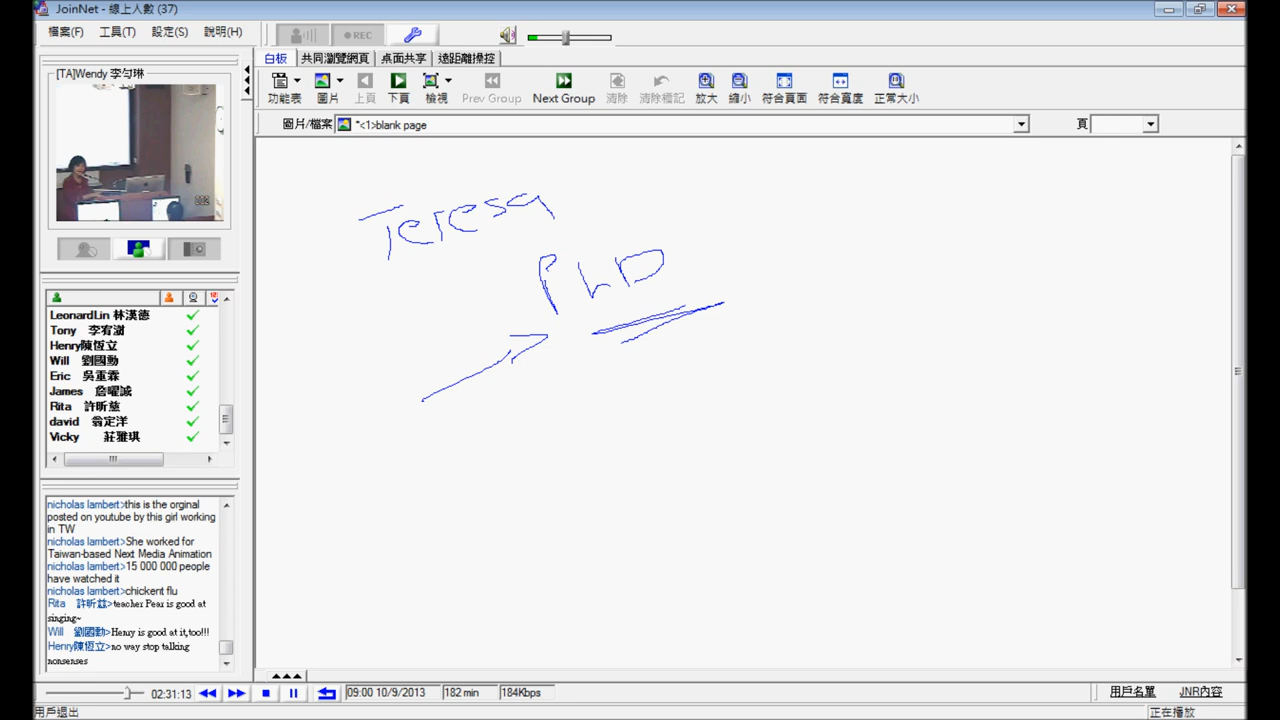 JoinNet - 線上人數 (37)
檔案(F) 工具(T) 設定(S) 說明(H)
REC
[TA]Wendy 李勻琳
白板 共同瀏覽網頁 桌面共享 遠距離操控
功能表 圖片 上頁 下頁 檢視 Prev Group Next Group 清除 清除標記 放大 縮小 符合頁面 符合寬度 正常大小
圖片/檔案 *<1>blank page 頁
Teresa
PhD
LeonardLin 林漢德
Tony 李宥澍
Henry陳恆立
Will 劉國勳
Eric 吳重霖
James 詹曜誠
Rita 許昕慈
david 翁定洋
Vicky 莊雅琪
nicholas lambert>this is the orginal
posted on youtube by this girl working
in TW
nicholas lambert>She worked for
Taiwan-based Next Media Animation
nicholas lambert>15 000 000 people
have watched it
nicholas lambert>chickent flu
Rita 許昕慈>teacher Pear is good at
singing~
Will 劉國勳>Henry is good at it,too!!!
Henry陳恆立>no way stop talking
nonsenses
02:31:13 09:00 10/9/2013 182 min 184Kbps 用戶名單 JNR內容
用戶退出 正在播放